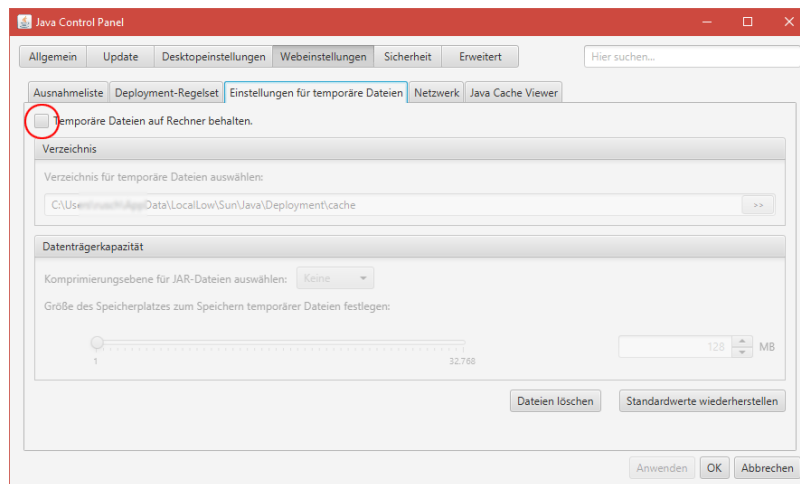 Java Control Panel
Allgemein Update Desktopeinstellungen Webeinstellungen Sicherheit Erweitert Hier suchen...
Ausnahmeliste Deployment-Regelset Einstellungen für temporäre Dateien Netzwerk Java Cache Viewer
Temporäre Dateien auf Rechner behalten.
Verzeichnis
Verzeichnis für temporäre Dateien auswählen:
C:\Use Data\LocalLow\Sun\Java\Deployment\cache >>
Datenträgerkapazität
Komprimierungsebene für JAR-Dateien auswählen: Keine
Größe des Speicherplatzes zum Speichern temporärer Dateien festlegen:
128 MB
1 32.768
Dateien löschen Standardwerte wiederherstellen
Anwenden OK Abbrechen